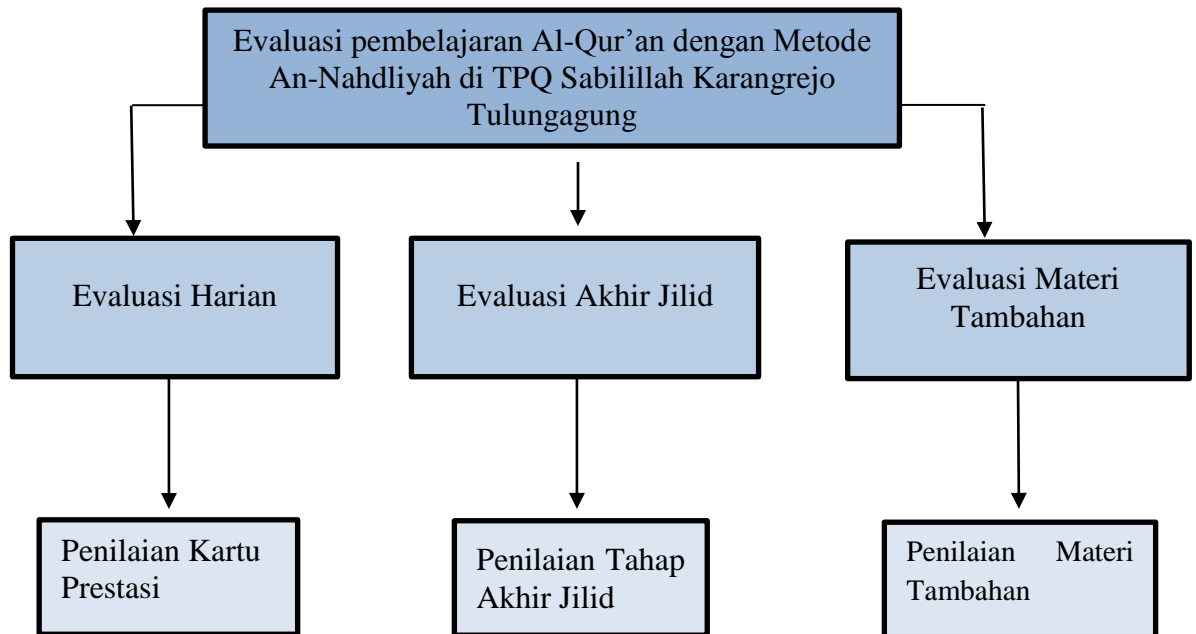 Evaluasi pembelajaran Al-Qur’an dengan Metode
An-Nahdliyah di TPQ Sabilillah Karangrejo
Tulungagung
Evaluasi Harian
Evaluasi Akhir Jilid
Evaluasi Materi
Tambahan
Penilaian Kartu
Prestasi
Penilaian Tahap
Akhir Jilid
Penilaian Materi
Tambahan